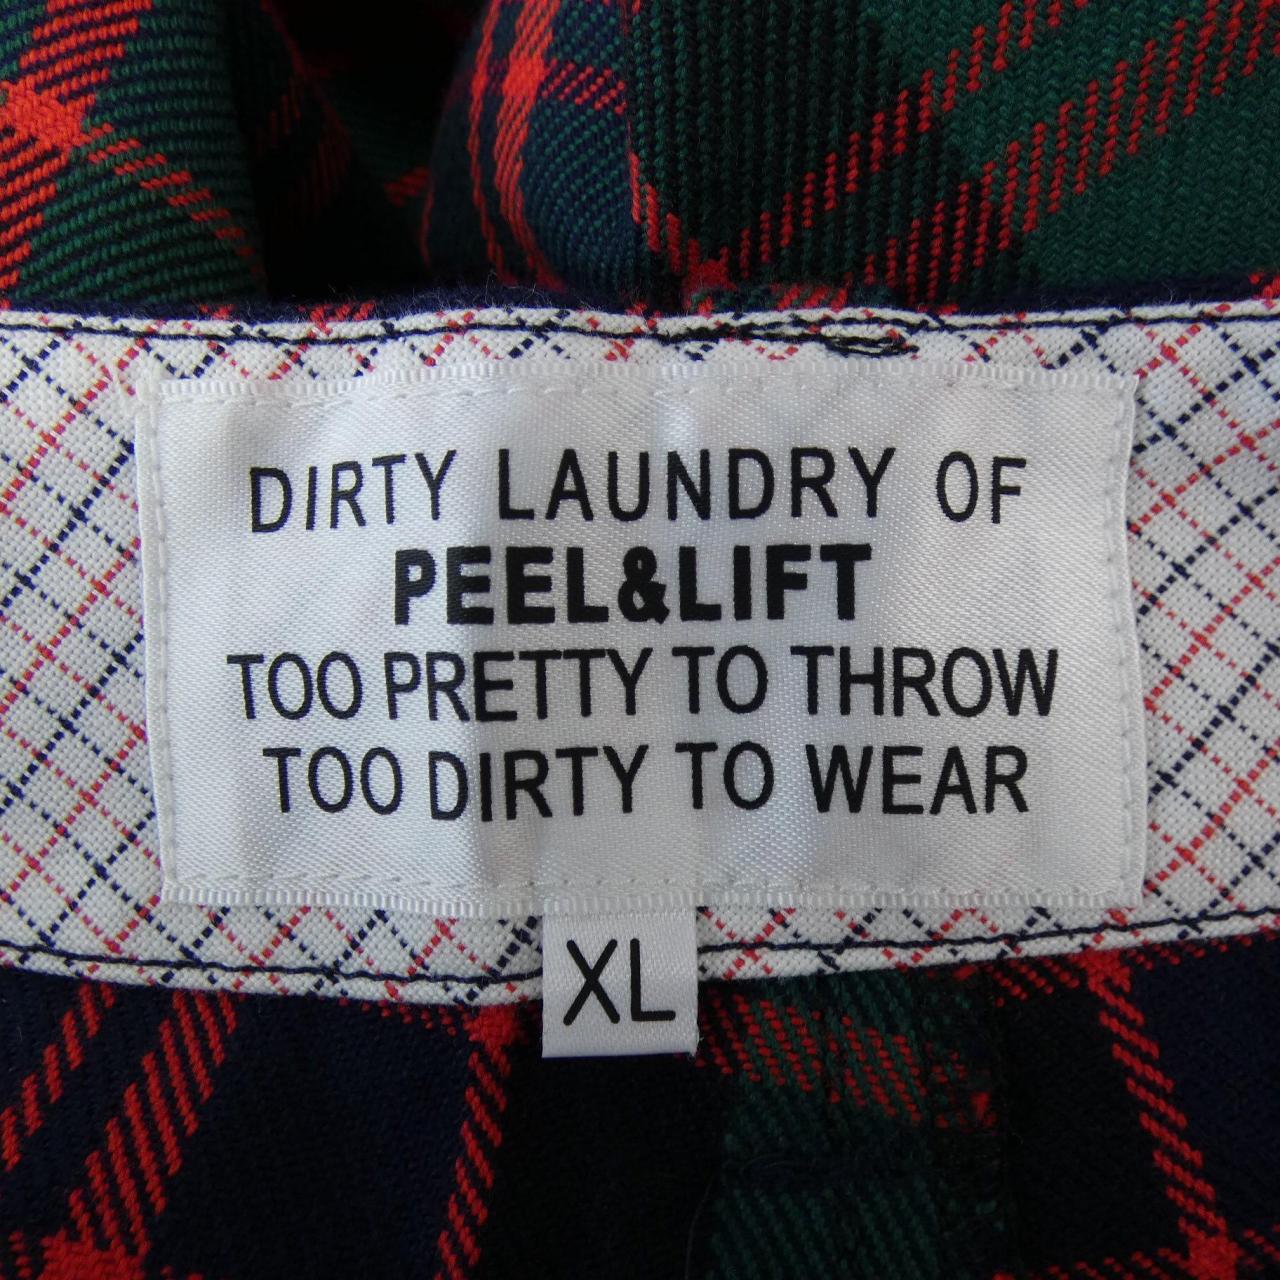 DIRTY LAUNDRY OF
PEEL&LIFT
TOO PRETTY TO THROW
TOO DIRTY TO WEAR
XL